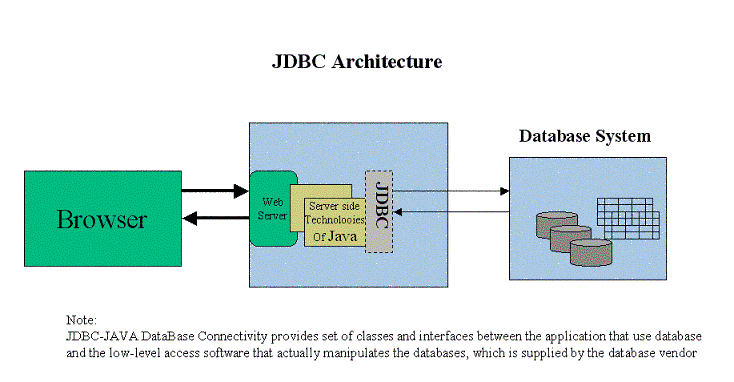 JDBC Architecture
Database System
Browser
Web
Server
Server side
Technolooies
Of Java
JDBC
Note:
JDBC-JAVA DataBase Connectivity provides set of classes and interfaces between the application that use database
and the low-level access software that actually manipulates the databases, which is supplied by the database vendor